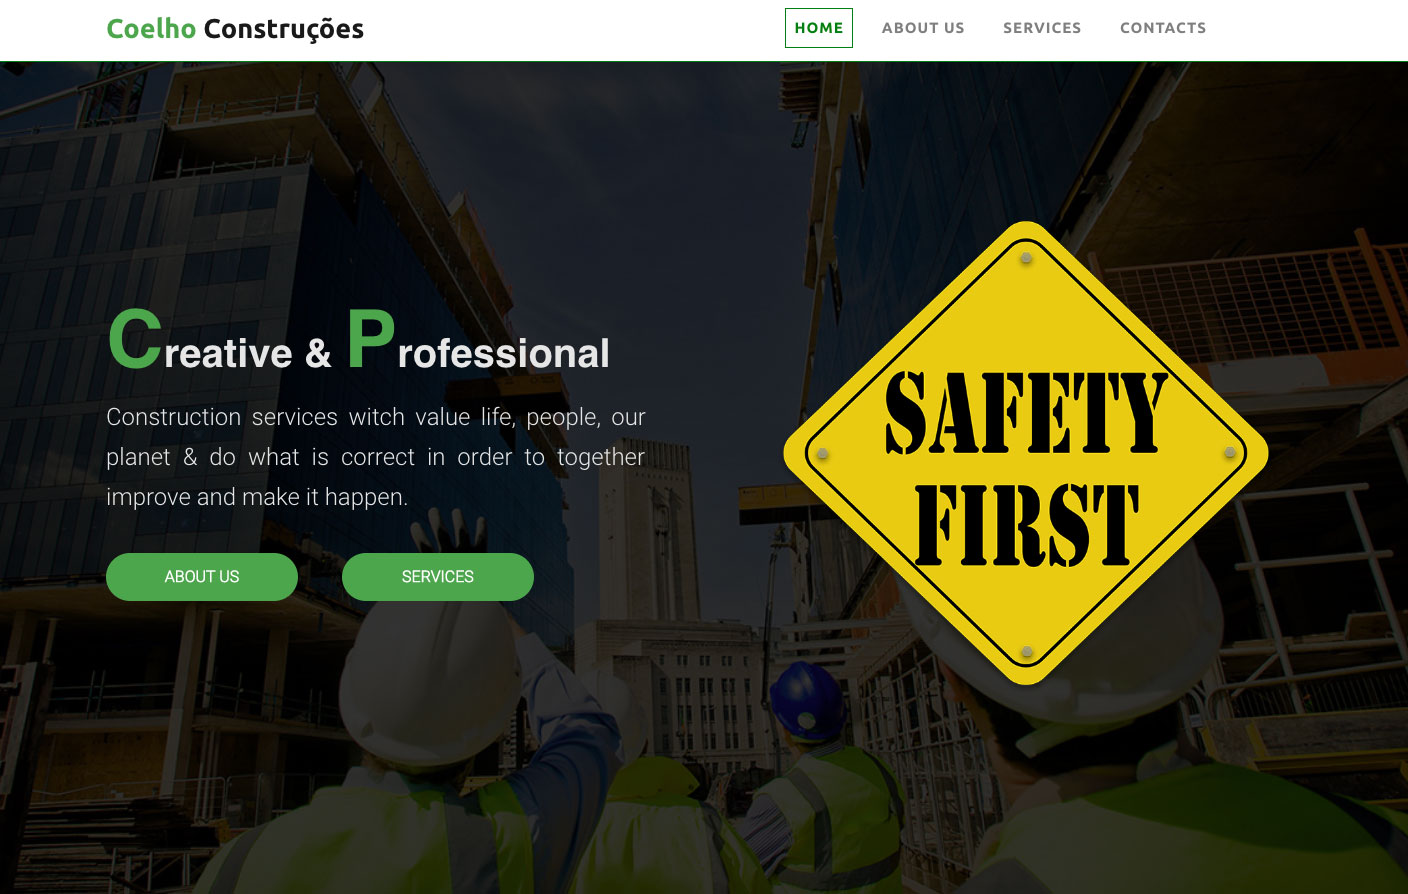 Coelho Construções
HOME ABOUT US SERVICES CONTACTS
Creative & Professional
Construction services witch value life, people, our
planet & do what is correct in order to together
improve and make it happen.
ABOUT US SERVICES
SAFETY
FIRST